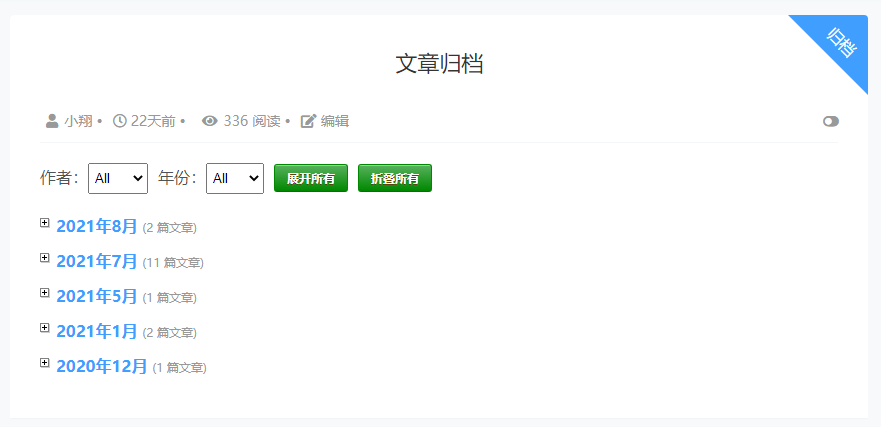 归档
文章归档
小翔 • 22天前 • 336 阅读 • 编辑
作者： All 年份： All 展开所有 折叠所有
2021年8月 (2 篇文章)
2021年7月 (11 篇文章)
2021年5月 (1 篇文章)
2021年1月 (2 篇文章)
2020年12月 (1 篇文章)